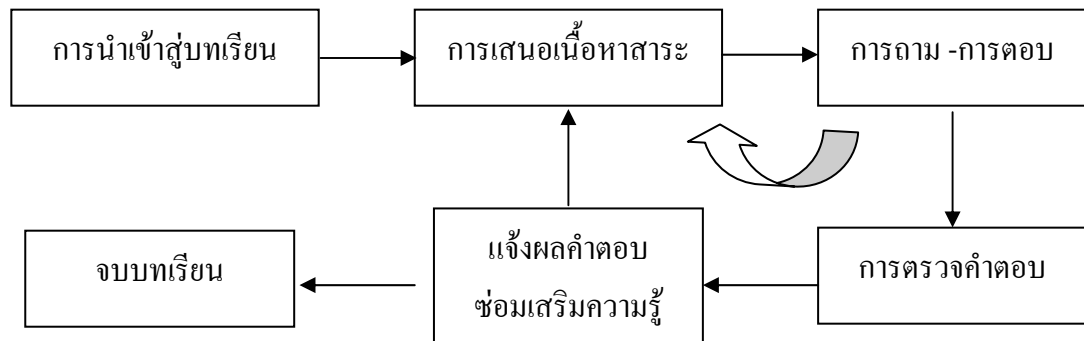 การนำเข้าสู่บทเรียน
การเสนอเนื้อหาสาระ
การถาม -การตอบ
การตรวจคำตอบ
แจ้งผลคำตอบ
ซ่อมเสริมความรู้
จบบทเรียน